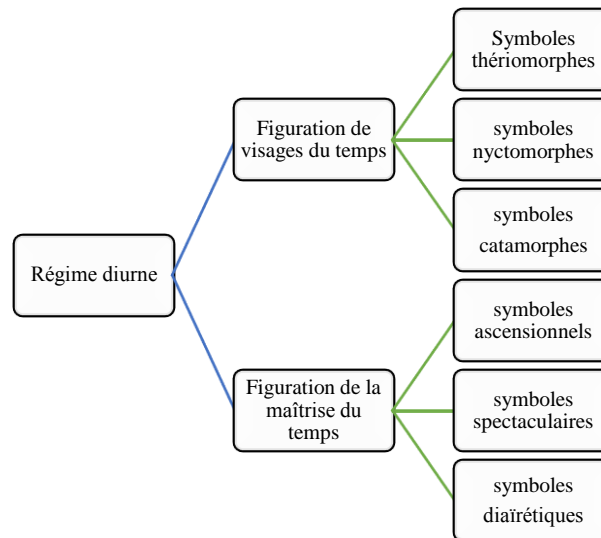 Régime diurne
Figuration de
visages du temps
Symboles
thériomorphes
symboles
nyctomorphes
symboles
catamorphes
Figuration de la
maîtrise du
temps
symboles
ascensionnels
symboles
spectaculaires
symboles
diaïrétiques